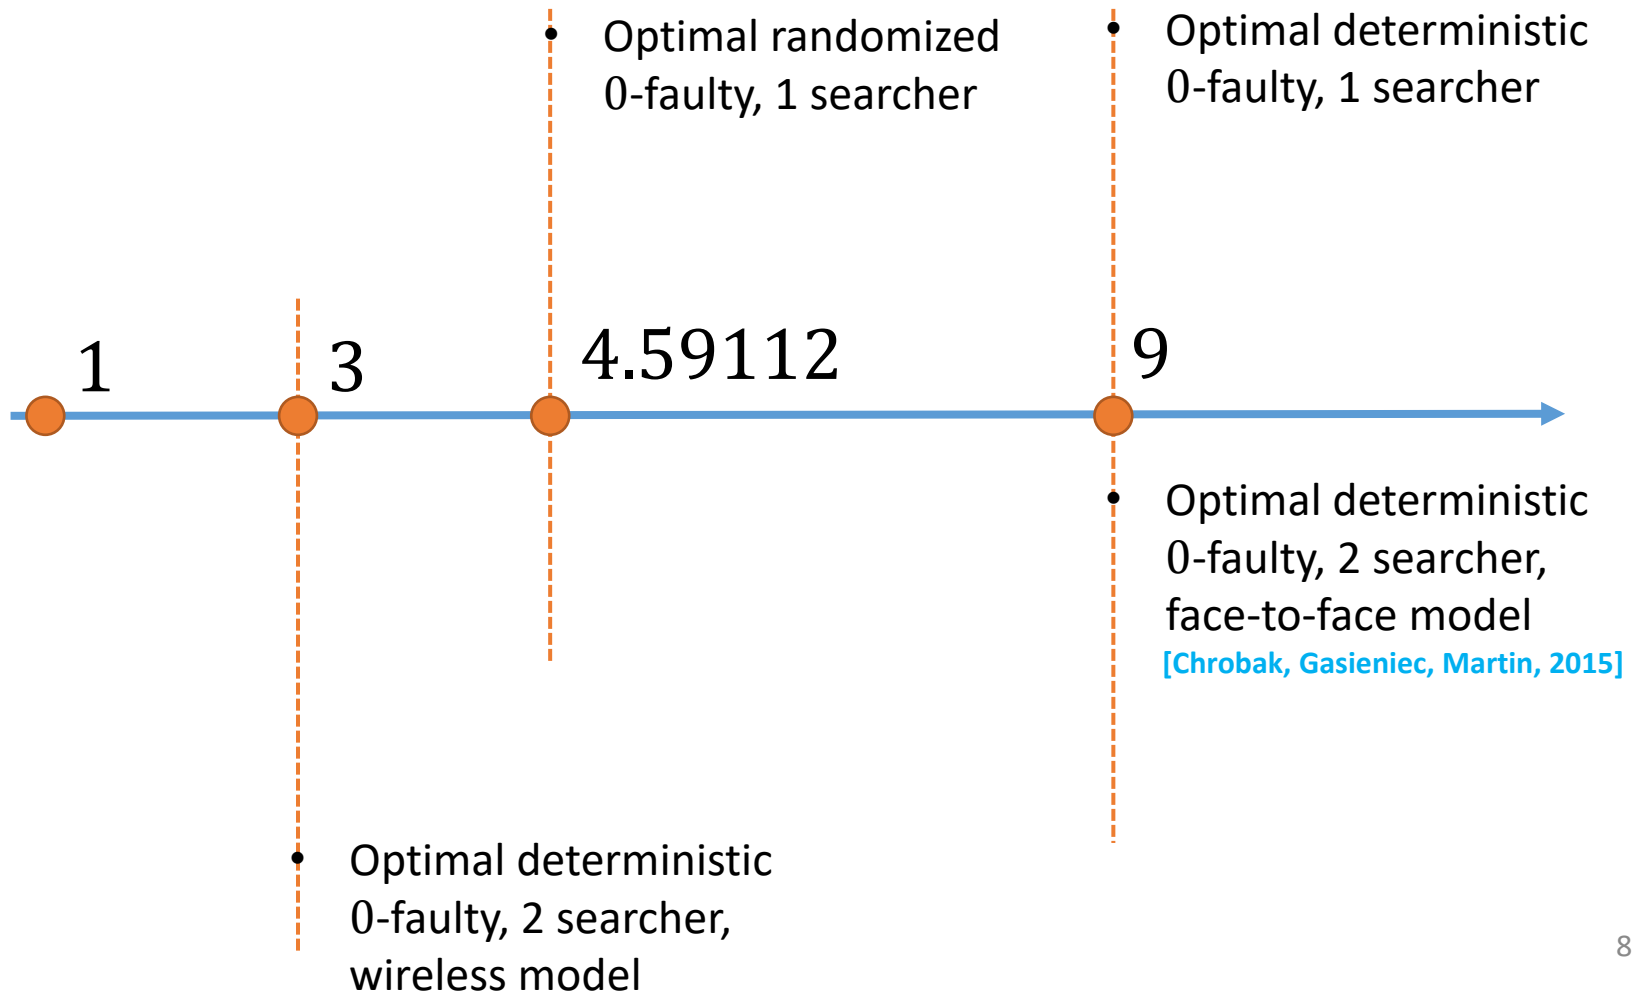 Optimal randomized
0-faulty, 1 searcher
Optimal deterministic
0-faulty, 1 searcher
1
3
4.59112
9
Optimal deterministic
0-faulty, 2 searcher,
face-to-face model
[Chrobak, Gasieniec, Martin, 2015]
Optimal deterministic
0-faulty, 2 searcher,
wireless model
8